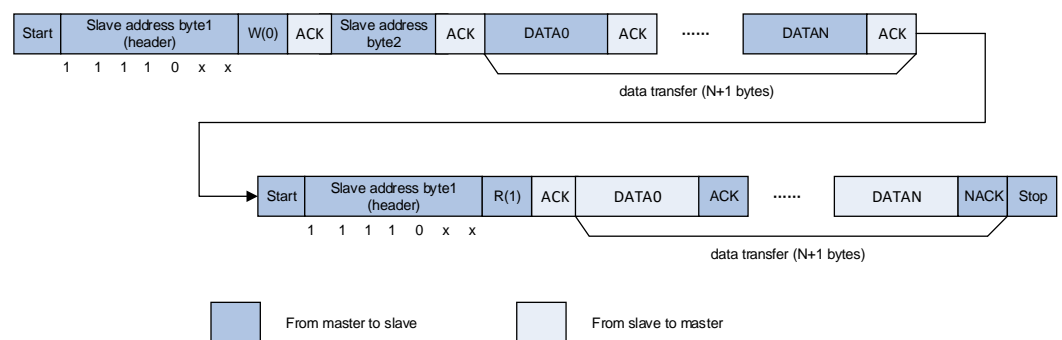 Start Slave address byte1 (header) W(0) ACK Slave address byte2 ACK DATA0 ACK ...... DATAN ACK
1 1 1 1 0 x x
data transfer (N+1 bytes)
Start Slave address byte1 (header) R(1) ACK DATA0 ACK ...... DATAN NACK Stop
1 1 1 1 0 x x
data transfer (N+1 bytes)
From master to slave From slave to master